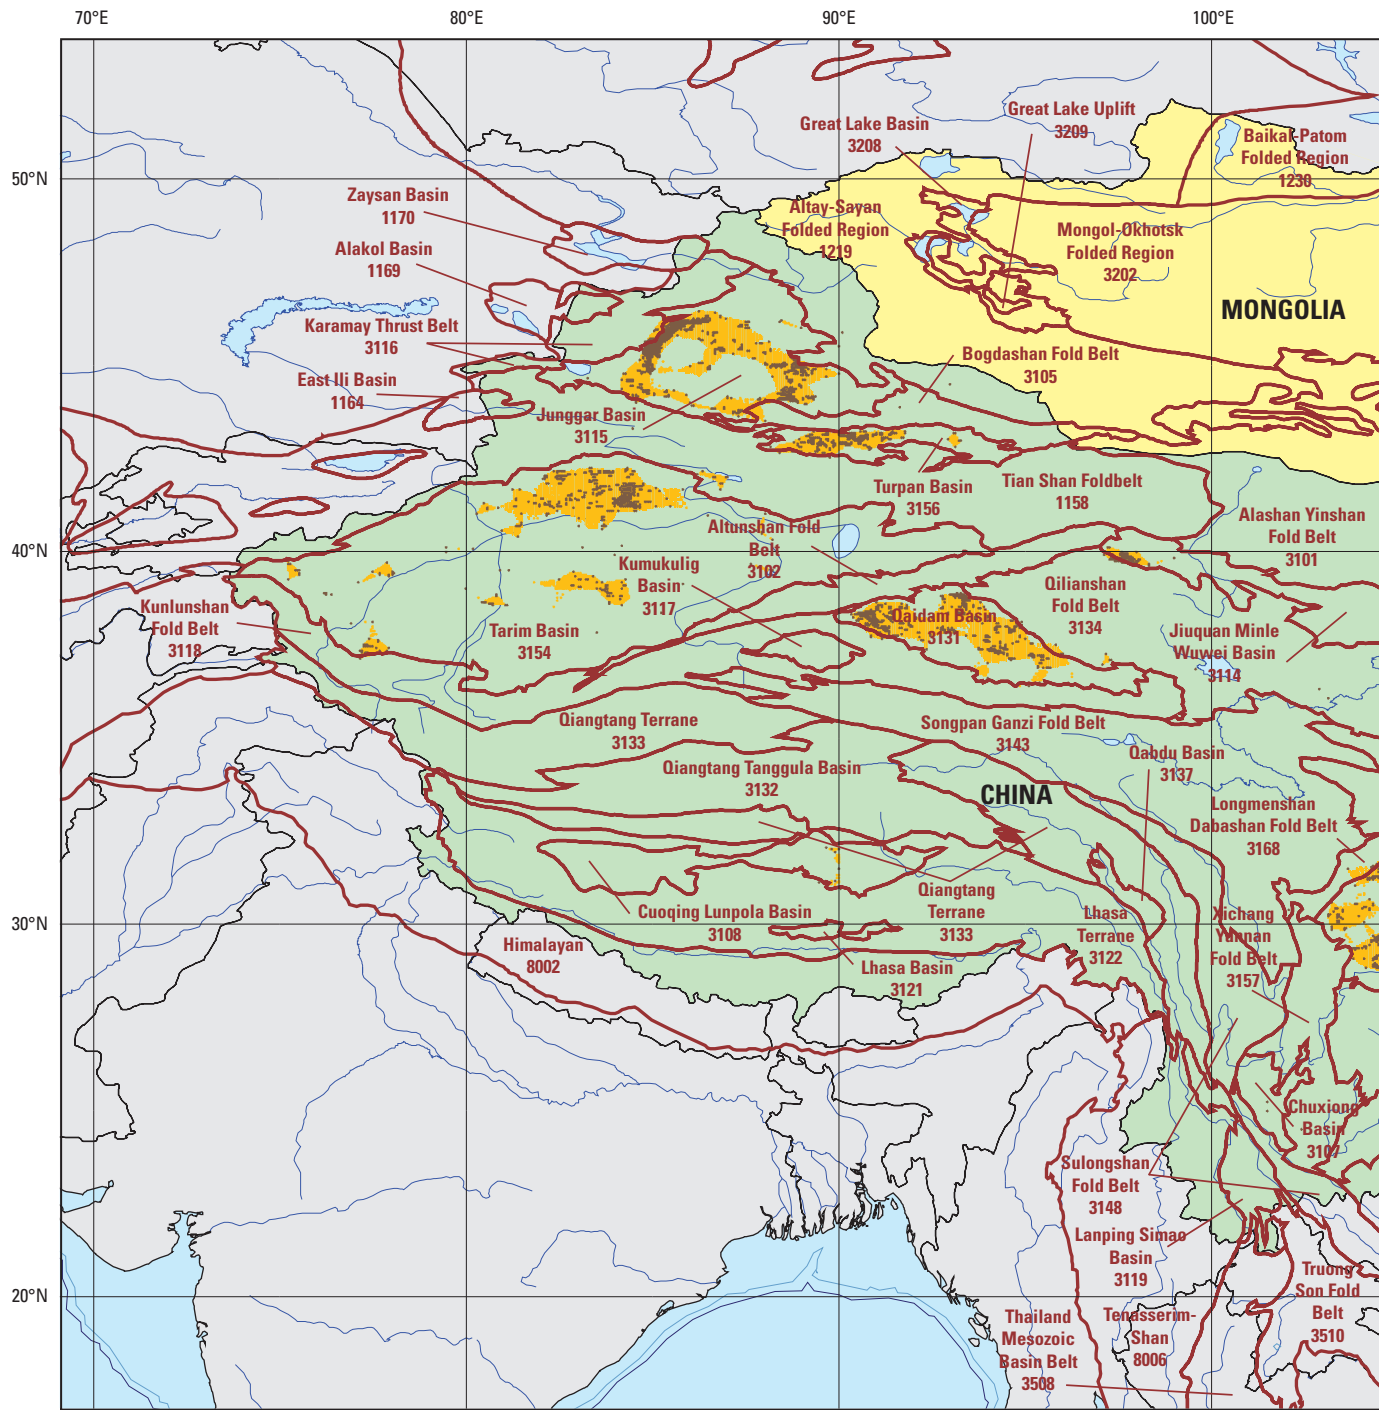 70°E
80°E
90°E
100°E
50°N
40°N
30°N
20°N
Great Lake Uplift
3209
Great Lake Basin
3208
Baikal-Patom
Folded Region
1230
Zaysan Basin
1170
Altay-Sayan
Folded Region
1219
Mongol-Okhotsk
Folded Region
3202
Alakol Basin
1169
MONGOLIA
Karamay Thrust Belt
3116
Bogdashan Fold Belt
3105
East Ili Basin
1164
Junggar Basin
3115
Turpan Basin
3156
Tian Shan Foldbelt
1158
Alashan Yinshan
Fold Belt
3101
Altunshan Fold
Belt
3102
Kumukulig
Basin
3117
Qilianshan
Fold Belt
3134
Kunlunshan
Fold Belt
3118
Tarim Basin
3154
Qaidam Basin
3131
Jiuquan Minle
Wuwei Basin
3114
Qiangtang Terrane
3133
Songpan Ganzi Fold Belt
3143
Qabdu Basin
3137
Qiangtang Tanggula Basin
3132
CHINA
Longmenshan
Dabashan Fold Belt
3168
Cuoqing Lunpola Basin
3108
Qiangtang
Terrane
3133
Lhasa
Terrane
3122
Xichang
Yunnan
Fold Belt
3157
Himalayan
8002
Lhasa Basin
3121
Chuxiong
Basin
3107
Sulongshan
Fold Belt
3148
Lanping Simao
Basin
3119
Truong
Son Fold
Belt
3510
Thailand
Mesozoic
Basin Belt
3508
Tenasserim-
Shan
8006